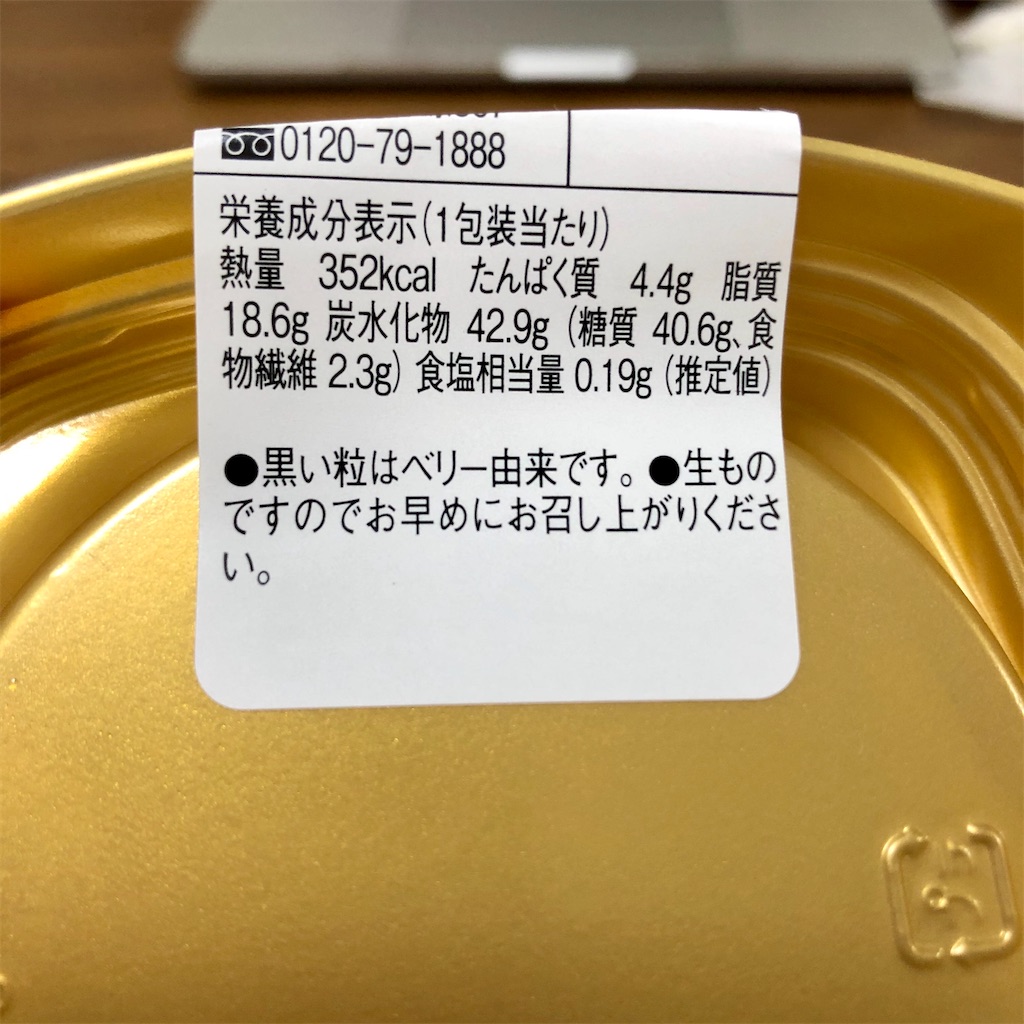 0120-79-1888
栄養成分表示(1包装当たり)
熱量 352kcal たんぱく質 4.4g 脂質
18.6g 炭水化物 42.9g (糖質 40.6g、食
物繊維 2.3g) 食塩相当量 0.19g (推定値)
●黒い粒はベリー由来です。●生もの
ですのでお早めにお召し上がりくださ
い。